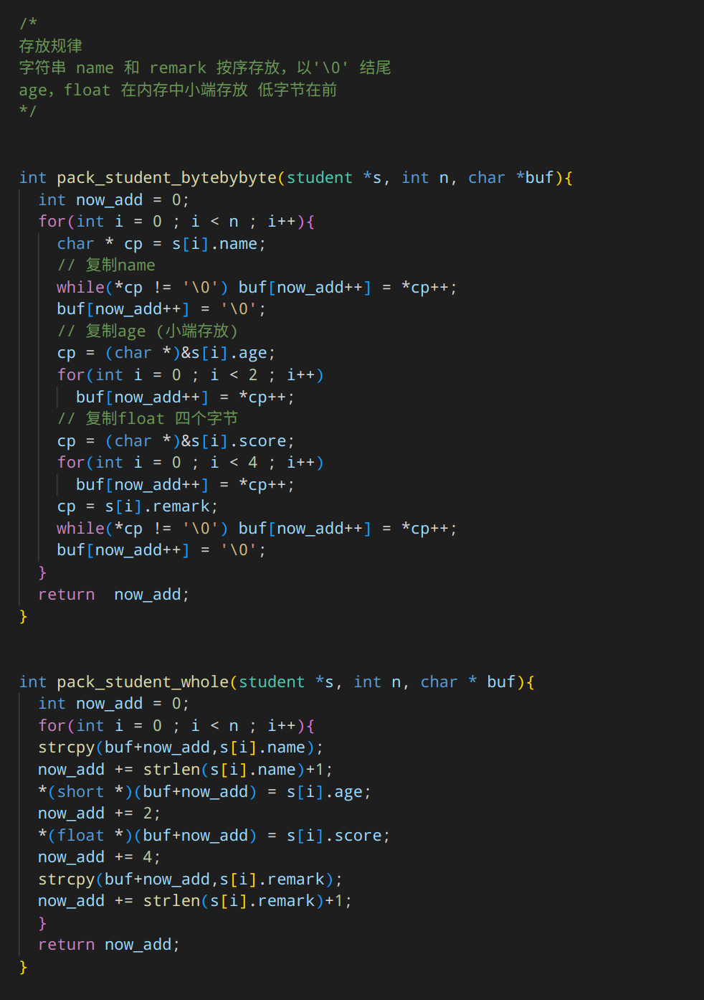 /*
存放规律
字符串 name 和 remark 按序存放，以'\0' 结尾
age，float 在内存中小端存放 低字节在前
*/
int pack_student_bytebybyte(student *s, int n, char *buf){
int now_add = 0;
for(int i = 0 ; i < n ; i++){
char * cp = s[i].name;
// 复制name
while(*cp != '\0') buf[now_add++] = *cp++;
buf[now_add++] = '\0';
// 复制age (小端存放)
cp = (char *)&s[i].age;
for(int i = 0 ; i < 2 ; i++)
buf[now_add++] = *cp++;
// 复制float 四个字节
cp = (char *)&s[i].score;
for(int i = 0 ; i < 4 ; i++)
buf[now_add++] = *cp++;
cp = s[i].remark;
while(*cp != '\0') buf[now_add++] = *cp++;
buf[now_add++] = '\0';
}
return  now_add;
}
int pack_student_whole(student *s, int n, char * buf){
int now_add = 0;
for(int i = 0 ; i < n ; i++){
strcpy(buf+now_add,s[i].name);
now_add += strlen(s[i].name)+1;
*(short *)(buf+now_add) = s[i].age;
now_add += 2;
*(float *)(buf+now_add) = s[i].score;
now_add += 4;
strcpy(buf+now_add,s[i].remark);
now_add += strlen(s[i].remark)+1;
}
return now_add;
}